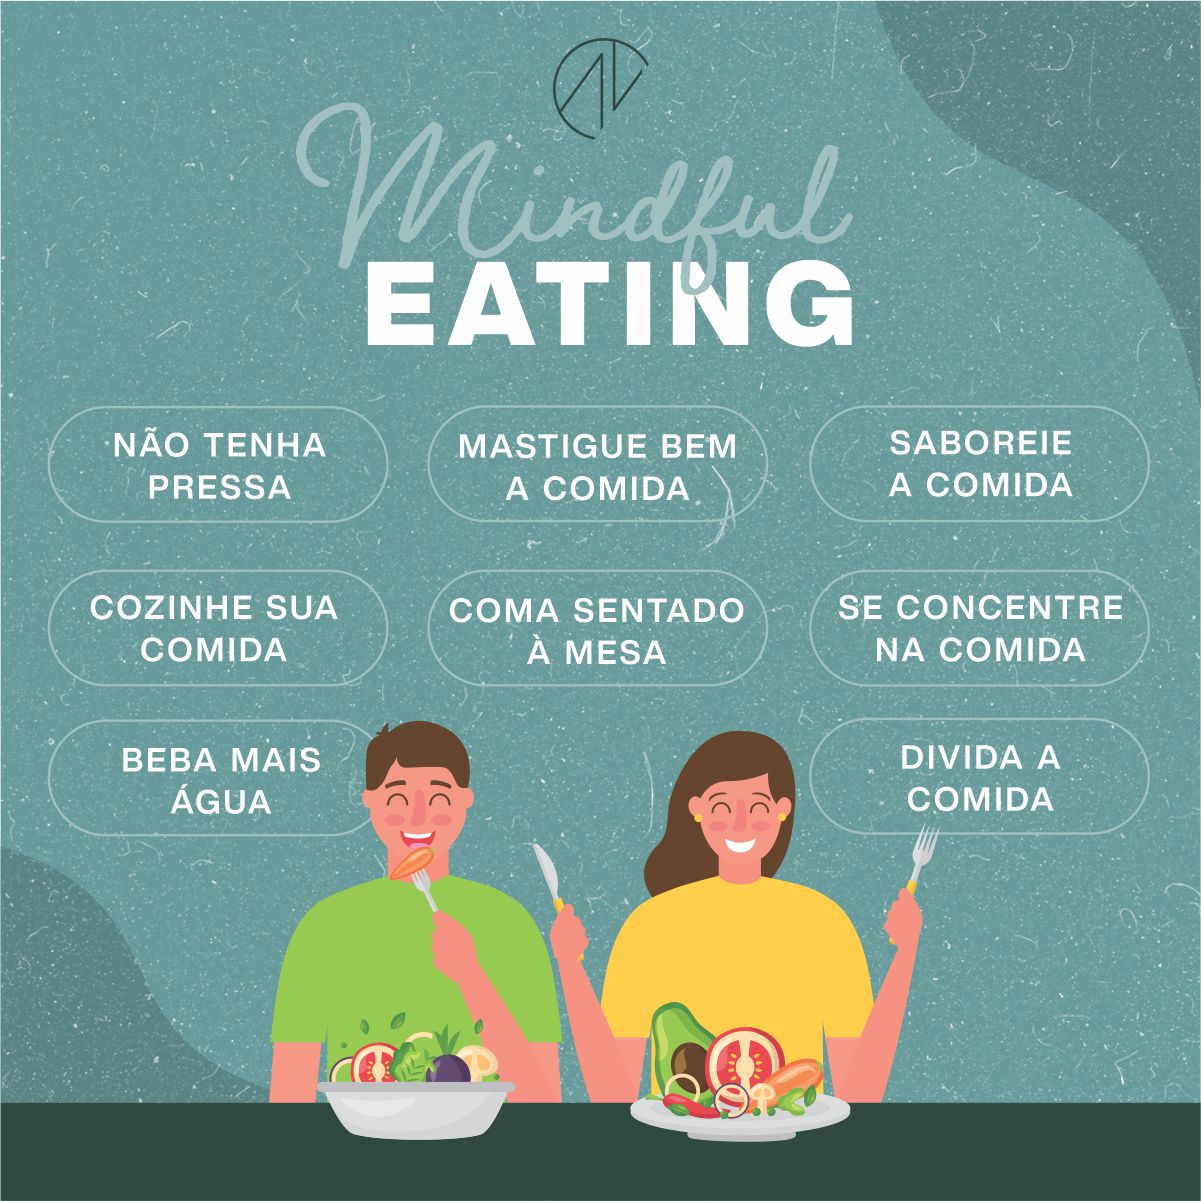 Mindful
EATING
NÃO TENHA
PRESSA
MASTIGUE BEM
A COMIDA
SABOREIE
A COMIDA
COZINHE SUA
COMIDA
COMA SENTADO
À MESA
SE CONCENTRE
NA COMIDA
BEBA MAIS
ÁGUA
DIVIDA A
COMIDA